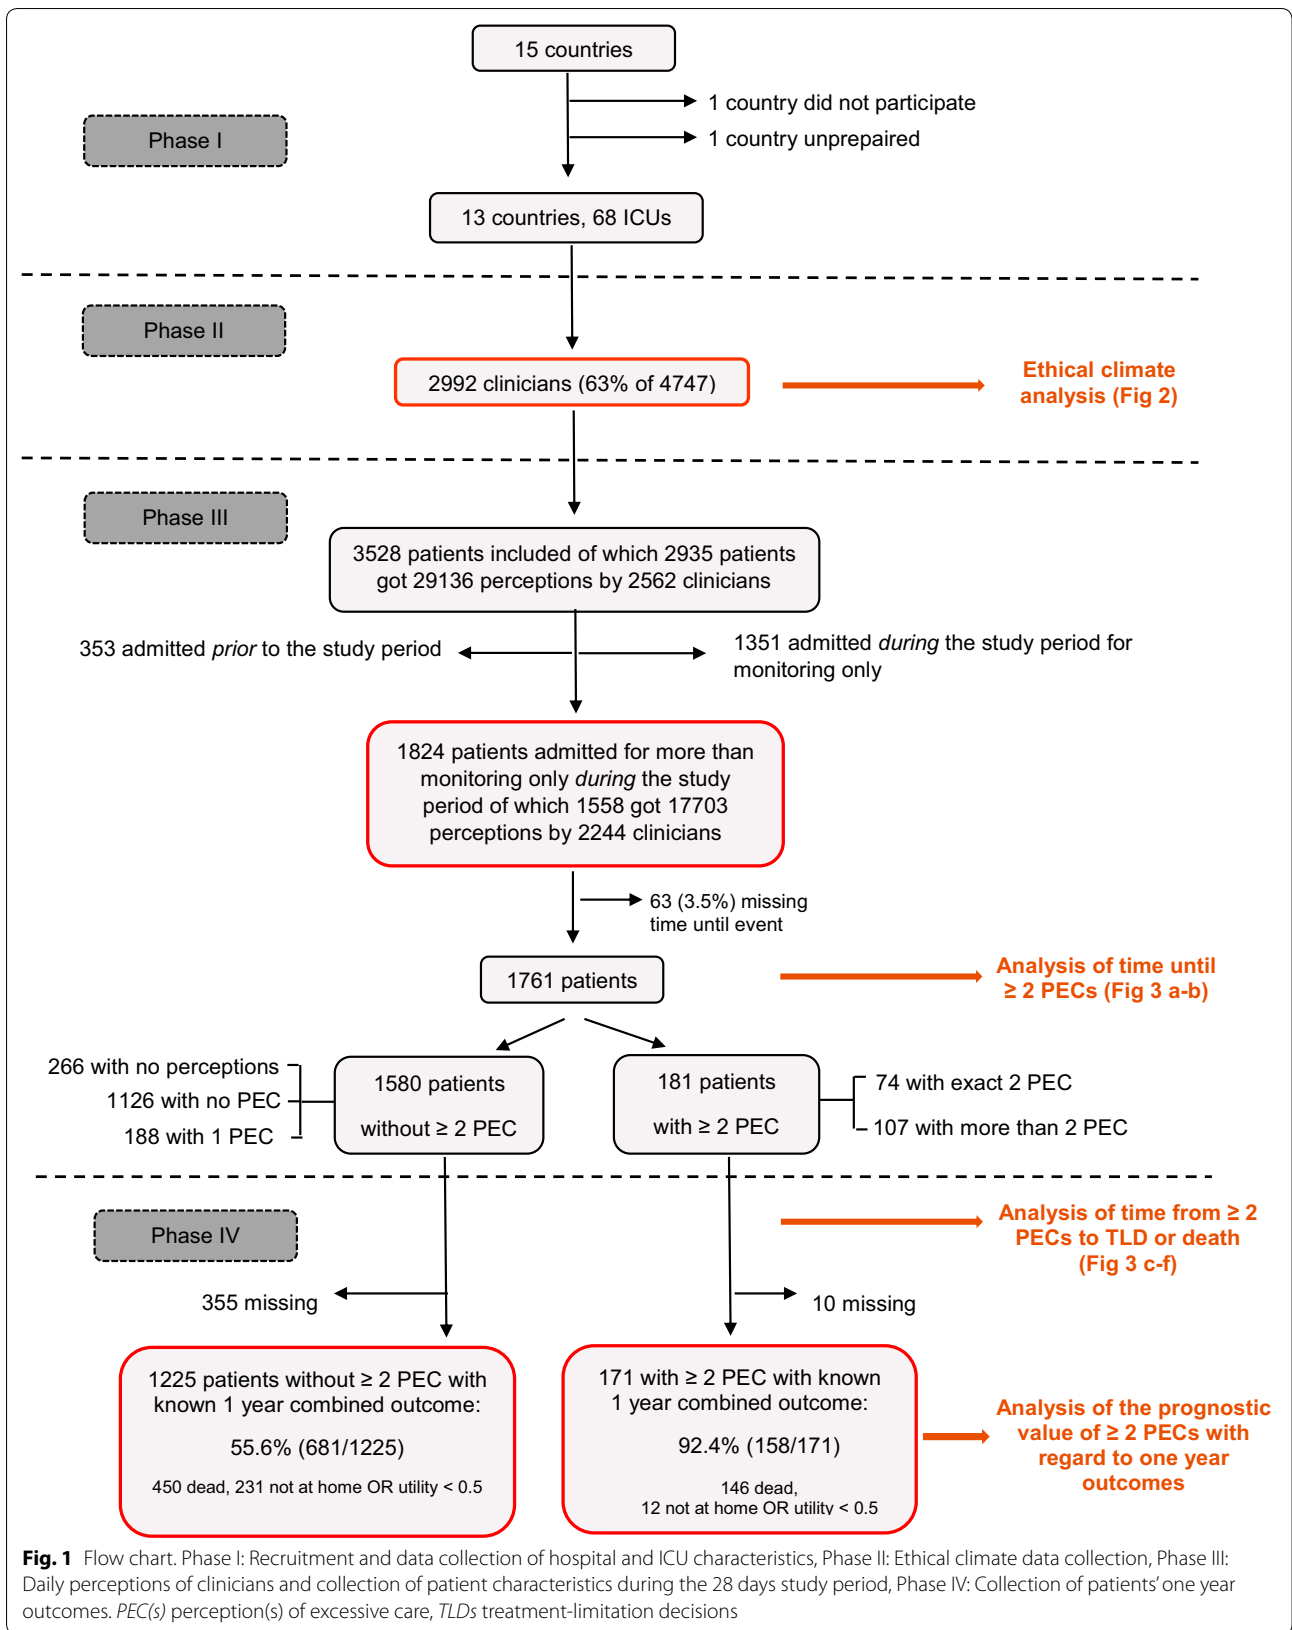 15 countries
1 country did not participate
Phase I
1 country unprepaired
13 countries, 68 ICUs
Phase II
2992 clinicians (63% of 4747)
Ethical climate
analysis (Fig 2)
Phase III
3528 patients included of which 2935 patients
got 29136 perceptions by 2562 clinicians
353 admitted prior to the study period
1351 admitted during the study period for
monitoring only
1824 patients admitted for more than
monitoring only during the study
period of which 1558 got 17703
perceptions by 2244 clinicians
63 (3.5%) missing
time until event
1761 patients
Analysis of time until
≥ 2 PECs (Fig 3 a-b)
266 with no perceptions
1126 with no PEC
188 with 1 PEC
1580 patients
without ≥ 2 PEC
181 patients
with ≥ 2 PEC
74 with exact 2 PEC
107 with more than 2 PEC
Phase IV
Analysis of time from ≥ 2
PECs to TLD or death
(Fig 3 c-f)
355 missing
10 missing
1225 patients without ≥ 2 PEC with
known 1 year combined outcome:
55.6% (681/1225)
450 dead, 231 not at home OR utility < 0.5
171 with ≥ 2 PEC with known
1 year combined outcome:
92.4% (158/171)
146 dead,
12 not at home OR utility < 0.5
Analysis of the prognostic
value of ≥ 2 PECs with
regard to one year
outcomes
Fig. 1 Flow chart. Phase I: Recruitment and data collection of hospital and ICU characteristics, Phase II: Ethical climate data collection, Phase III:
Daily perceptions of clinicians and collection of patient characteristics during the 28 days study period, Phase IV: Collection of patients' one year
outcomes. PEC(s) perception(s) of excessive care, TLDs treatment-limitation decisions